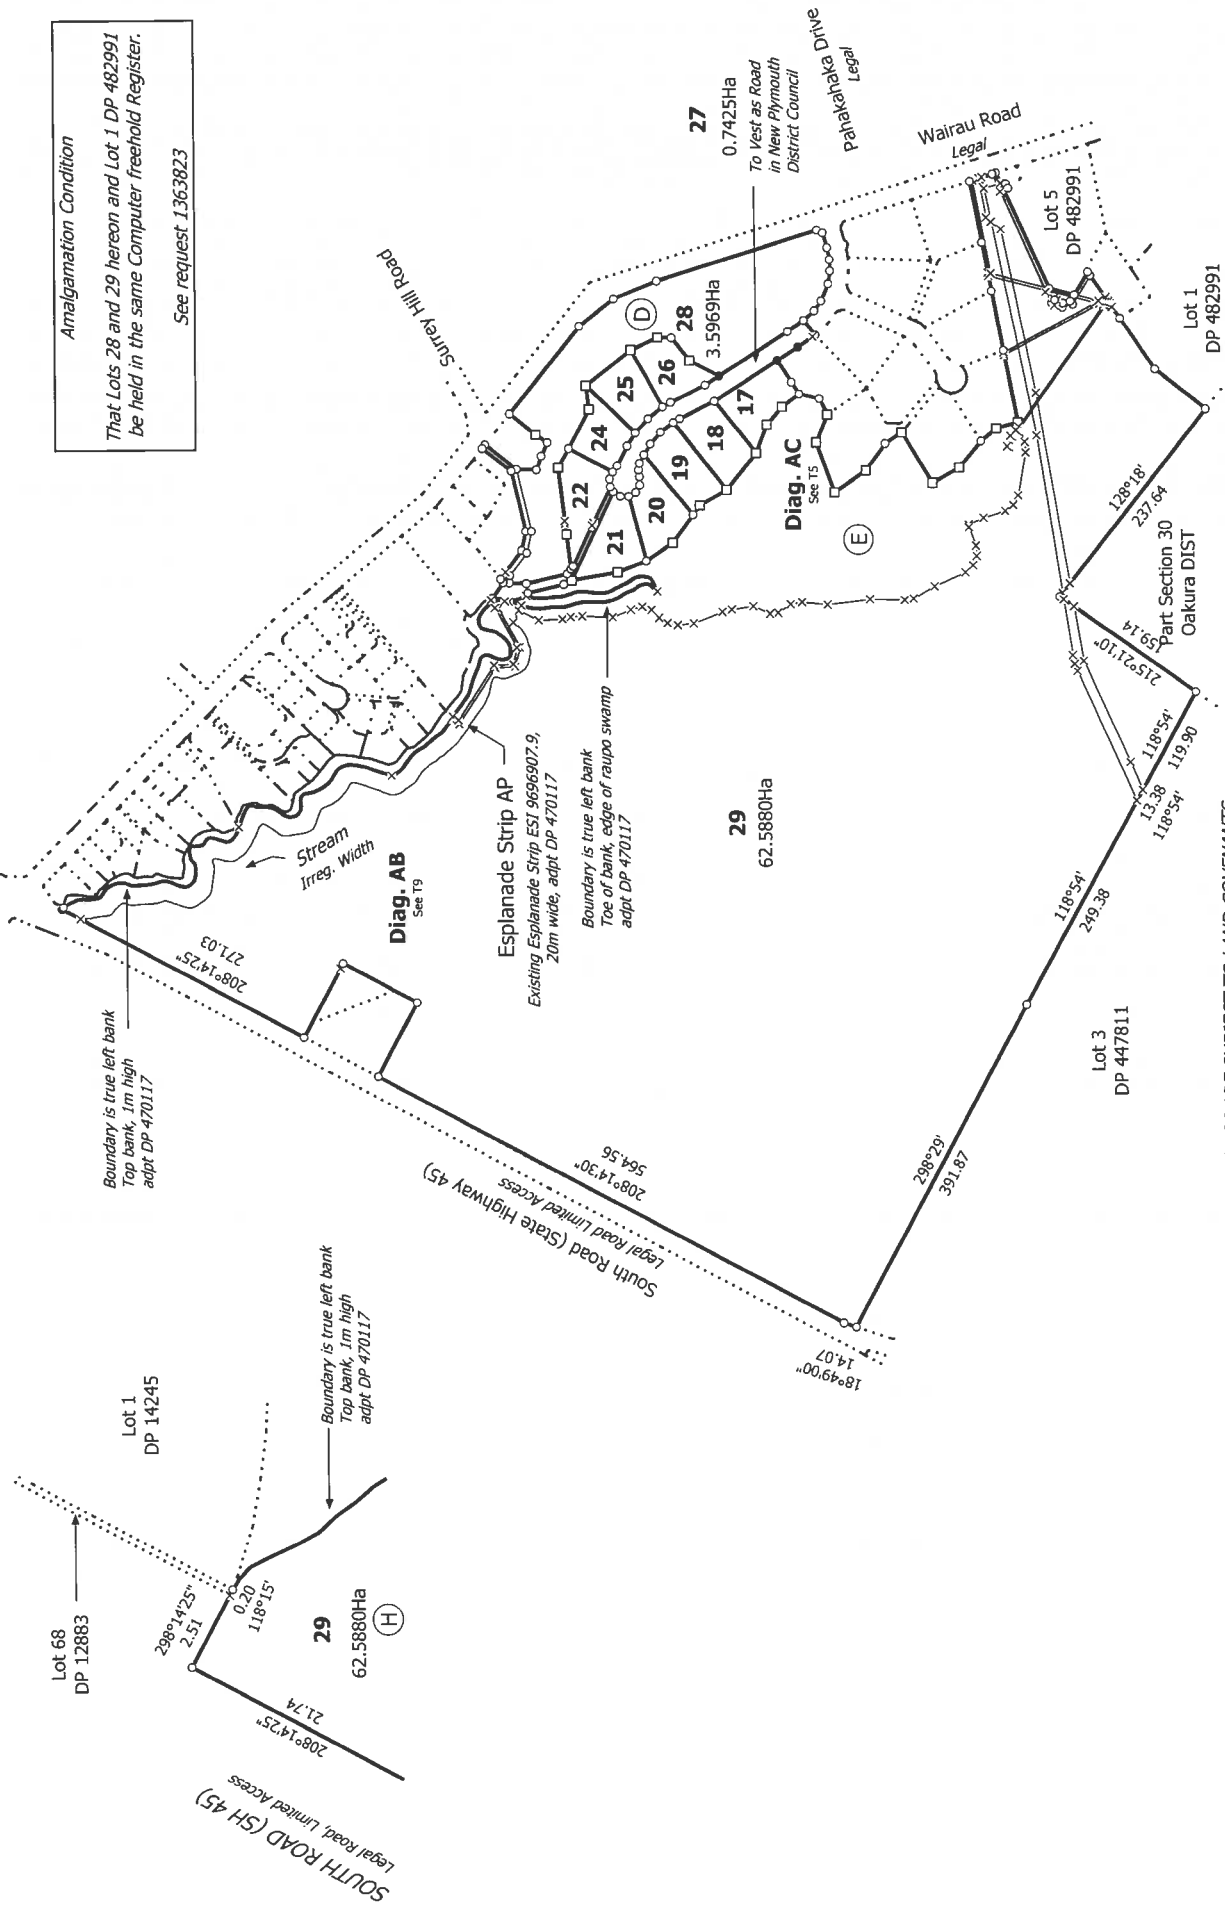 Amalgamation Condition
That Lots 28 and 29 hereon and Lot 1 DP 482991
be held in the same Computer freehold Register.
See request 1363823
Lot 68
DP 12883
Lot 1
DP 14245
298°14'25"
2.51
0.20
118°15'
29
62.5880Ha
H
208°14'25"
21.74
SOUTH ROAD (SH 45)
Legal Road, Limited Access
Boundary is true left bank
Top bank, 1m high
adpt DP 470117
Boundary is true left bank
Top bank, 1m high
adpt DP 470117
208°14'25"
271.03
Stream
Irreg. Width
Diag. AB
See T9
Esplanade Strip AP
Existing Esplanade Strip ESI 9696907.9,
20m wide, adpt DP 470117
Boundary is true left bank
Toe of bank, edge of raupo swamp
adpt DP 470117
Surrey Hill Road
D
28
3.5969Ha
27
0.7425Ha
To Vest as Road
in New Plymouth
District Council
Pahakahaka Drive
Legal
Wairau Road
Legal
26
25
24
22
21
20
19
18
17
Diag. AC
See T5
E
Lot 5
DP 482991
Lot 1
DP 482991
128°18'
237.64
Part Section 30
Oakura DIST
215°21'10"
159.14
118°54'
119.90
13.38
118°54'
118°54'
249.38
29
62.5880Ha
208°14'30"
564.56
South Road (State Highway 45)
Legal Road Limited Access
298°29'
391.87
18°49'00"
14.07
Lot 3
DP 447811